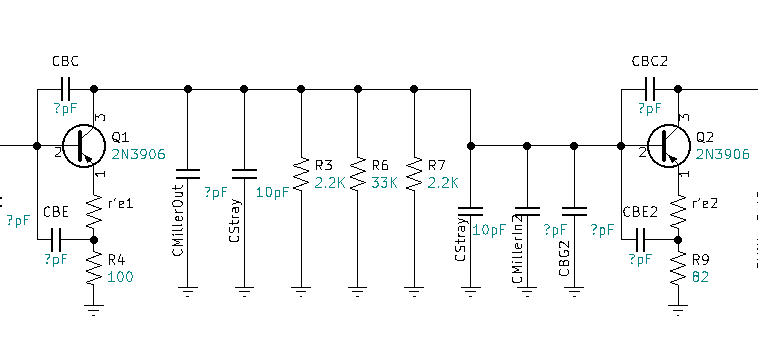 CBC
?pF
3
Q1
2N3906
2
1
?pF
CBE
?pF
r'e1
R4
100
CMillerOut
?pF
CStray
10pF
R3
2.2K
R6
33K
R7
2.2K
CStray
10pF
CMillerIn2
?pF
CBG2
?pF
CBC2
?pF
3
Q2
2N3906
2
1
CBE2
?pF
r'e2
R9
82